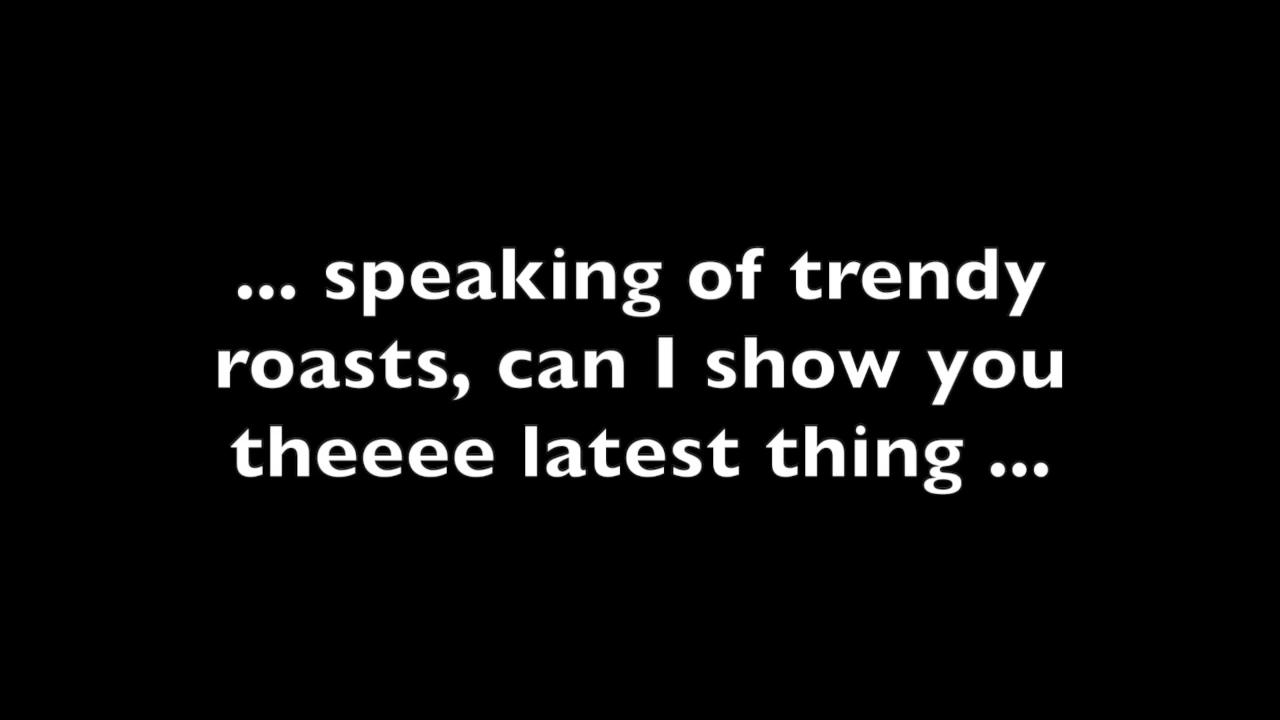 ... speaking of trendy
roasts, can I show you
theeee latest thing ...